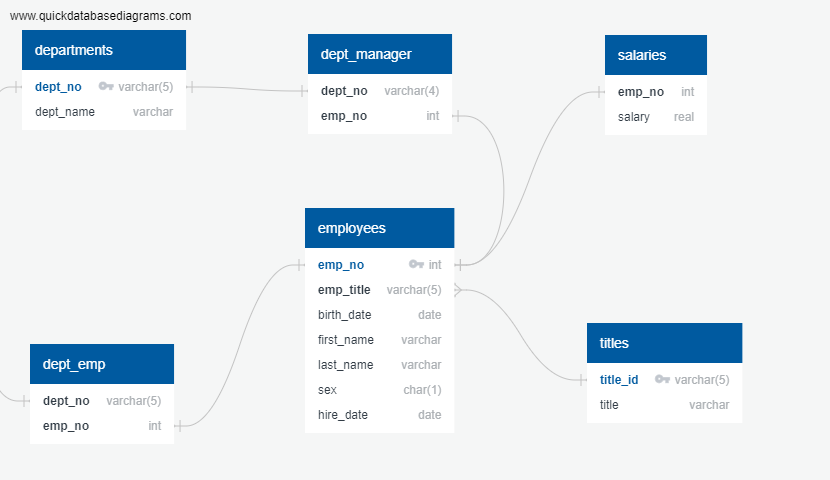 www.quickdatabasediagrams.com
departments
dept_no varchar(5)
dept_name varchar
dept_manager
dept_no varchar(4)
emp_no int
salaries
emp_no int
salary real
employees
emp_no int
emp_title varchar(5)
birth_date date
first_name varchar
last_name varchar
sex char(1)
hire_date date
dept_emp
dept_no varchar(5)
emp_no int
titles
title_id varchar(5)
title varchar